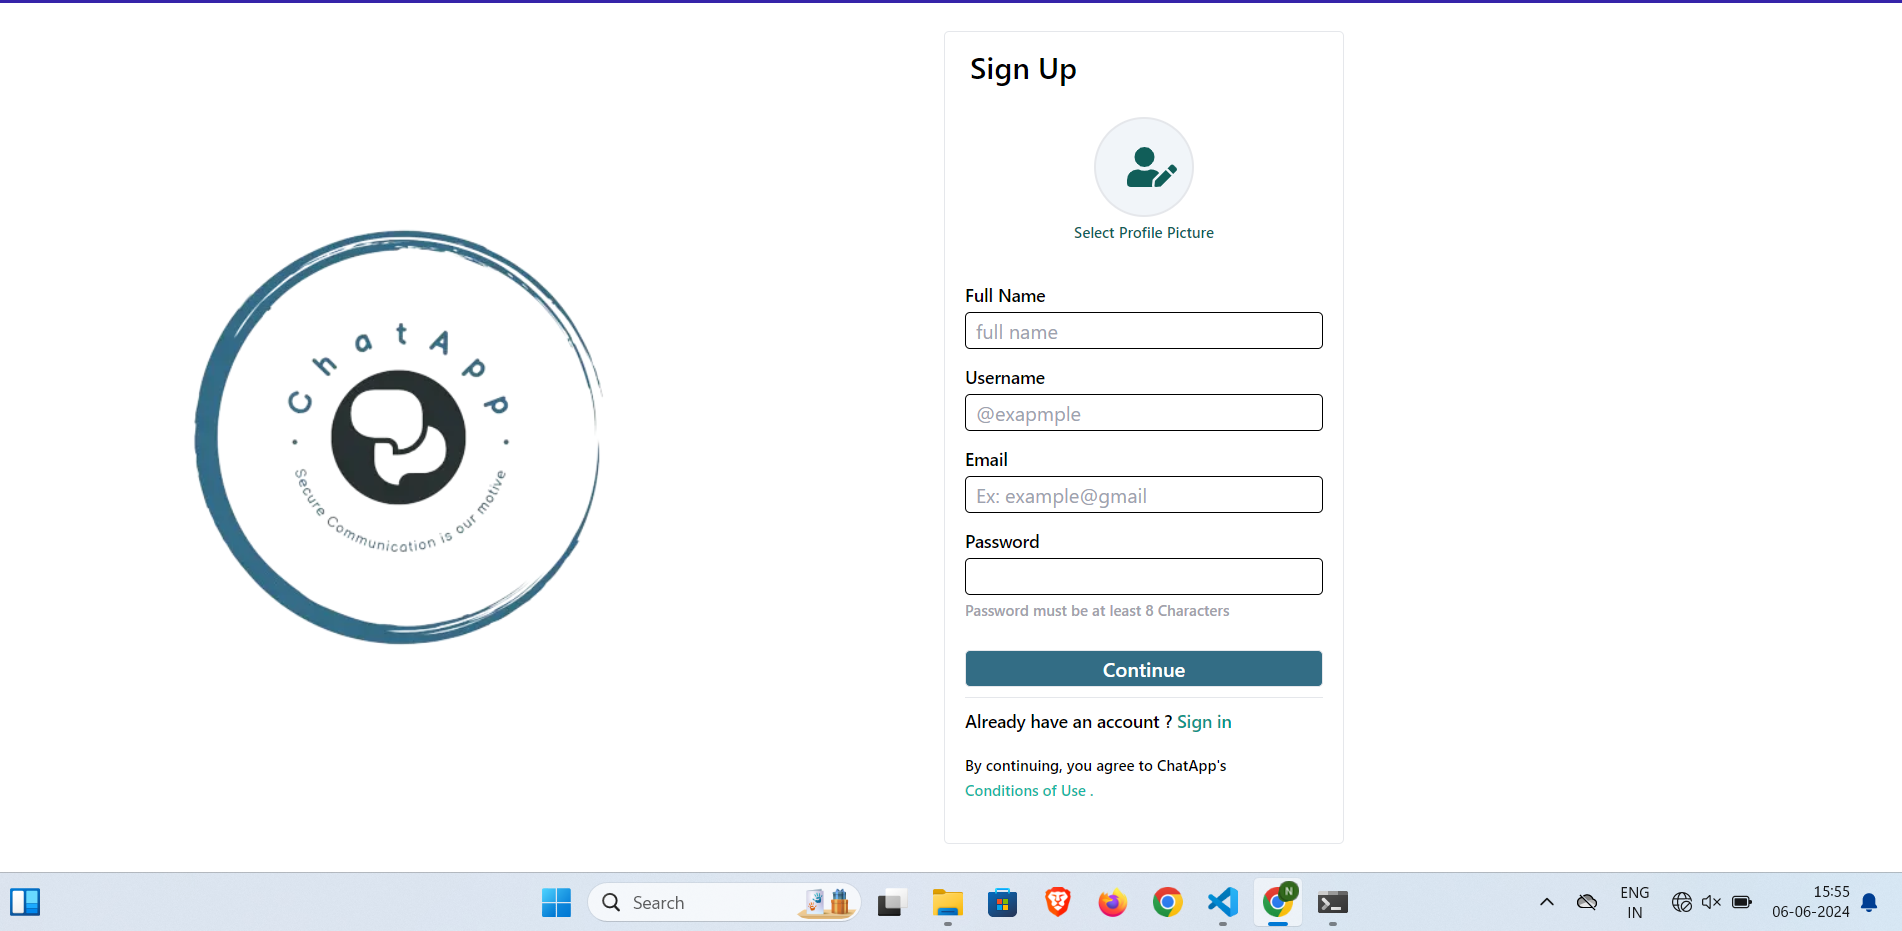 ChatApp
Secure Communication is our motive
Sign Up
Select Profile Picture
Full Name
full name
Username
@exapmple
Email
Ex: example@gmail
Password
Password must be at least 8 Characters
Continue
Already have an account ? Sign in
By continuing, you agree to ChatApp's
Conditions of Use .
Search
N
ENG
IN
15:55
06-06-2024